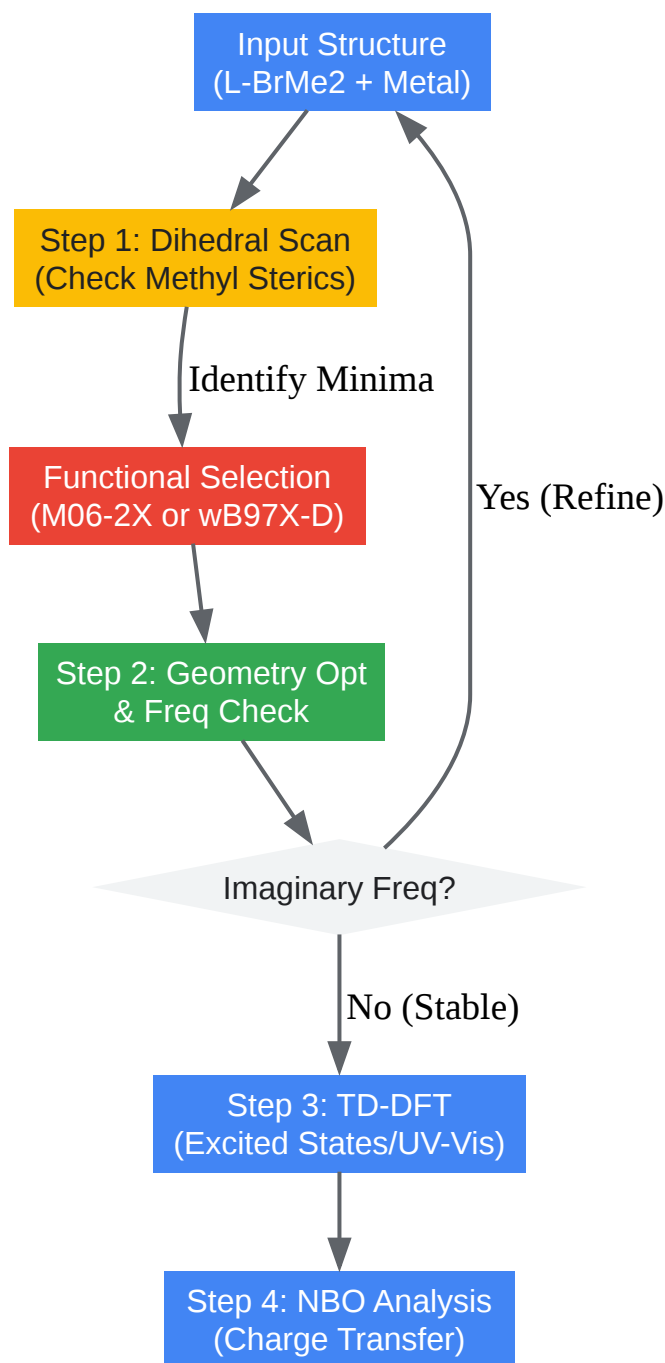 Input Structure
(L-BrMe2 + Metal)
Step 1: Dihedral Scan
(Check Methyl Sterics)
Identify Minima
Functional Selection
(M06-2X or wB97X-D)
Yes (Refine)
Step 2: Geometry Opt
& Freq Check
Imaginary Freq?
No (Stable)
Step 3: TD-DFT
(Excited States/UV-Vis)
Step 4: NBO Analysis
(Charge Transfer)